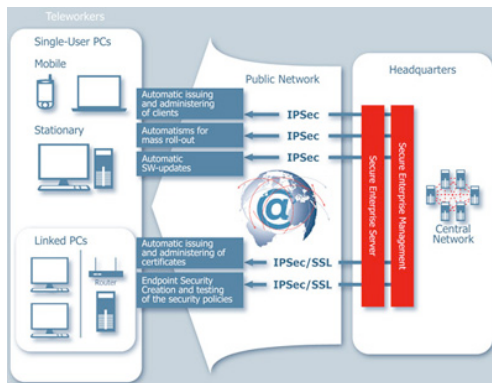 Teleworkers
Single-User PCs
Mobile
Stationary
Linked PCs
Router
Public Network
Automatic issuing
and administering
of clients
IPSec
Automatisms for
mass roll-out
IPSec
Automatic
SW-updates
IPSec
@
Automatic issuing
and administering of
certificates
IPSec/SSL
Endpoint Security
Creation and testing
of the security policies
IPSec/SSL
Headquarters
Secure Enterprise Server
Secure Enterprise Management
Central
Network